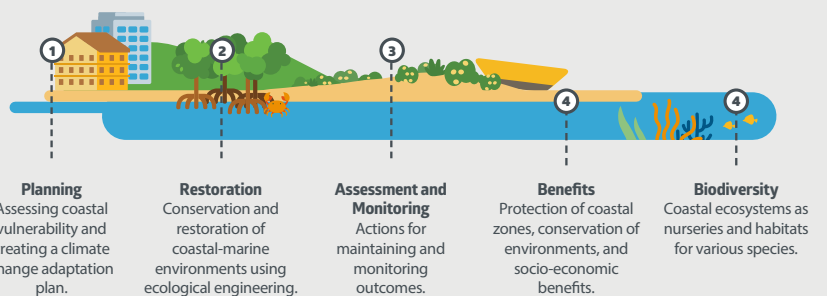 1
2
3
4
4
Planning
Assessing coastal
vulnerability and
reating a climate
hange adaptation
plan.
Restoration
Conservation and
restoration of
coastal-marine
environments using
ecological engineering.
Assessment and
Monitoring
Actions for
maintaining and
monitoring
outcomes.
Benefits
Protection of coastal
zones, conservation of
environments, and
socio-economic
benefits.
Biodiversity
Coastal ecosystems as
nurseries and habitats
for various species.